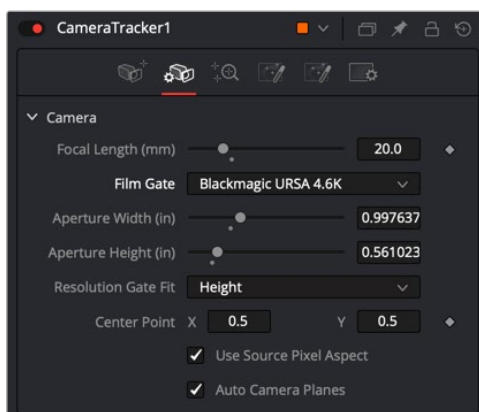 CameraTracker1
Camera
Focal Length (mm) 20.0
Film Gate Blackmagic URSA 4.6K
Aperture Width (in) 0.997637
Aperture Height (in) 0.561023
Resolution Gate Fit Height
Center Point X 0.5 Y 0.5
Use Source Pixel Aspect
Auto Camera Planes